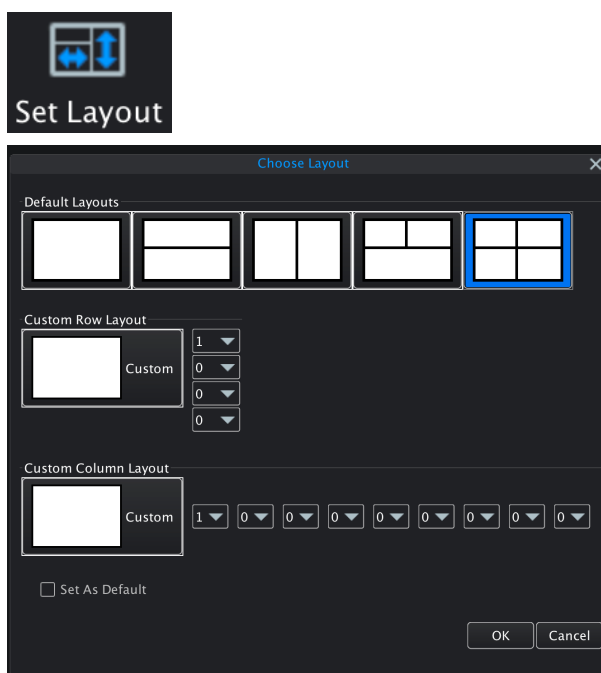 Set Layout
Choose Layout
Default Layouts
Custom Row Layout
Custom
1
0
0
0
Custom Column Layout
Custom 1 0 0 0 0 0 0 0 0
Set As Default
OK Cancel